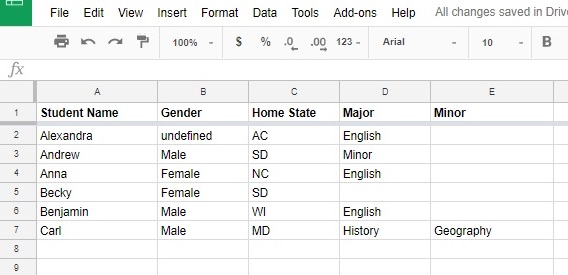 File Edit View Insert Format Data Tools Add-ons Help All changes saved in Drive
100% $ % .0 .00 123 Arial 10 B
fx
A B C D E
1 Student Name Gender Home State Major Minor
2 Alexandra undefined AC English
3 Andrew Male SD Minor
4 Anna Female NC English
5 Becky Female SD
6 Benjamin Male WI English
7 Carl Male MD History Geography
8
9